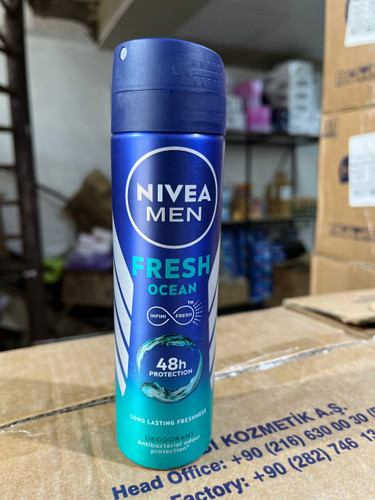 NIVEA
MEN
FRESH
OCEAN
INFINI FRESH TM
48h
PROTECTION
LONG LASTING FRESHNESS
DEODORANT
Antibacterial odour
protection*
KOZMETİK A.Ş.
Head Office: +90 (216) 630 00 30
Factory: +90 (282) 746